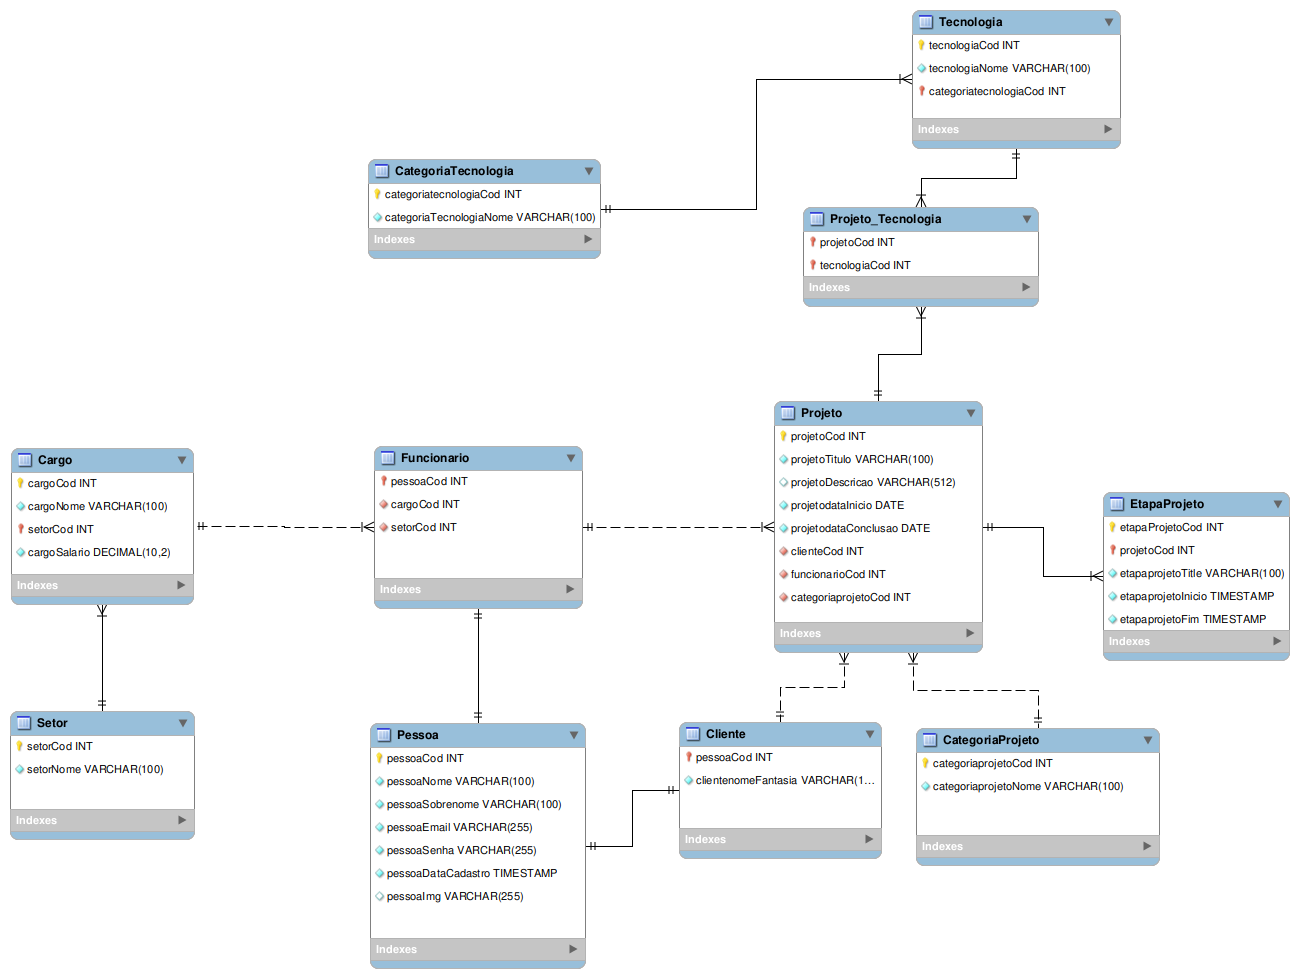 Tecnologia
tecnologiaCod INT
tecnologiaNome VARCHAR(100)
categoriatecnologiaCod INT
Indexes
CategoriaTecnologia
categoriatecnologiaCod INT
categoriaTecnologiaNome VARCHAR(100)
Indexes
Projeto_Tecnologia
projetoCod INT
tecnologiaCod INT
Indexes
Cargo
cargoCod INT
cargoNome VARCHAR(100)
setorCod INT
cargoSalario DECIMAL(10,2)
Indexes
Funcionario
pessoaCod INT
cargoCod INT
setorCod INT
Indexes
Projeto
projetoCod INT
projetoTitulo VARCHAR(100)
projetoDescricao VARCHAR(512)
projetodataInicio DATE
projetodataConclusao DATE
clienteCod INT
funcionarioCod INT
categoriaprojetoCod INT
Indexes
EtapaProjeto
etapaProjetoCod INT
projetoCod INT
etapaprojetoTitle VARCHAR(100)
etapaprojetoInicio TIMESTAMP
etapaprojetoFim TIMESTAMP
Indexes
Setor
setorCod INT
setorNome VARCHAR(100)
Indexes
Pessoa
pessoaCod INT
pessoaNome VARCHAR(100)
pessoaSobrenome VARCHAR(100)
pessoaEmail VARCHAR(255)
pessoaSenha VARCHAR(255)
pessoaDataCadastro TIMESTAMP
pessoaImg VARCHAR(255)
Indexes
Cliente
pessoaCod INT
clientenomeFantasia VARCHAR(1...
Indexes
CategoriaProjeto
categoriaprojetoCod INT
categoriaprojetoNome VARCHAR(100)
Indexes